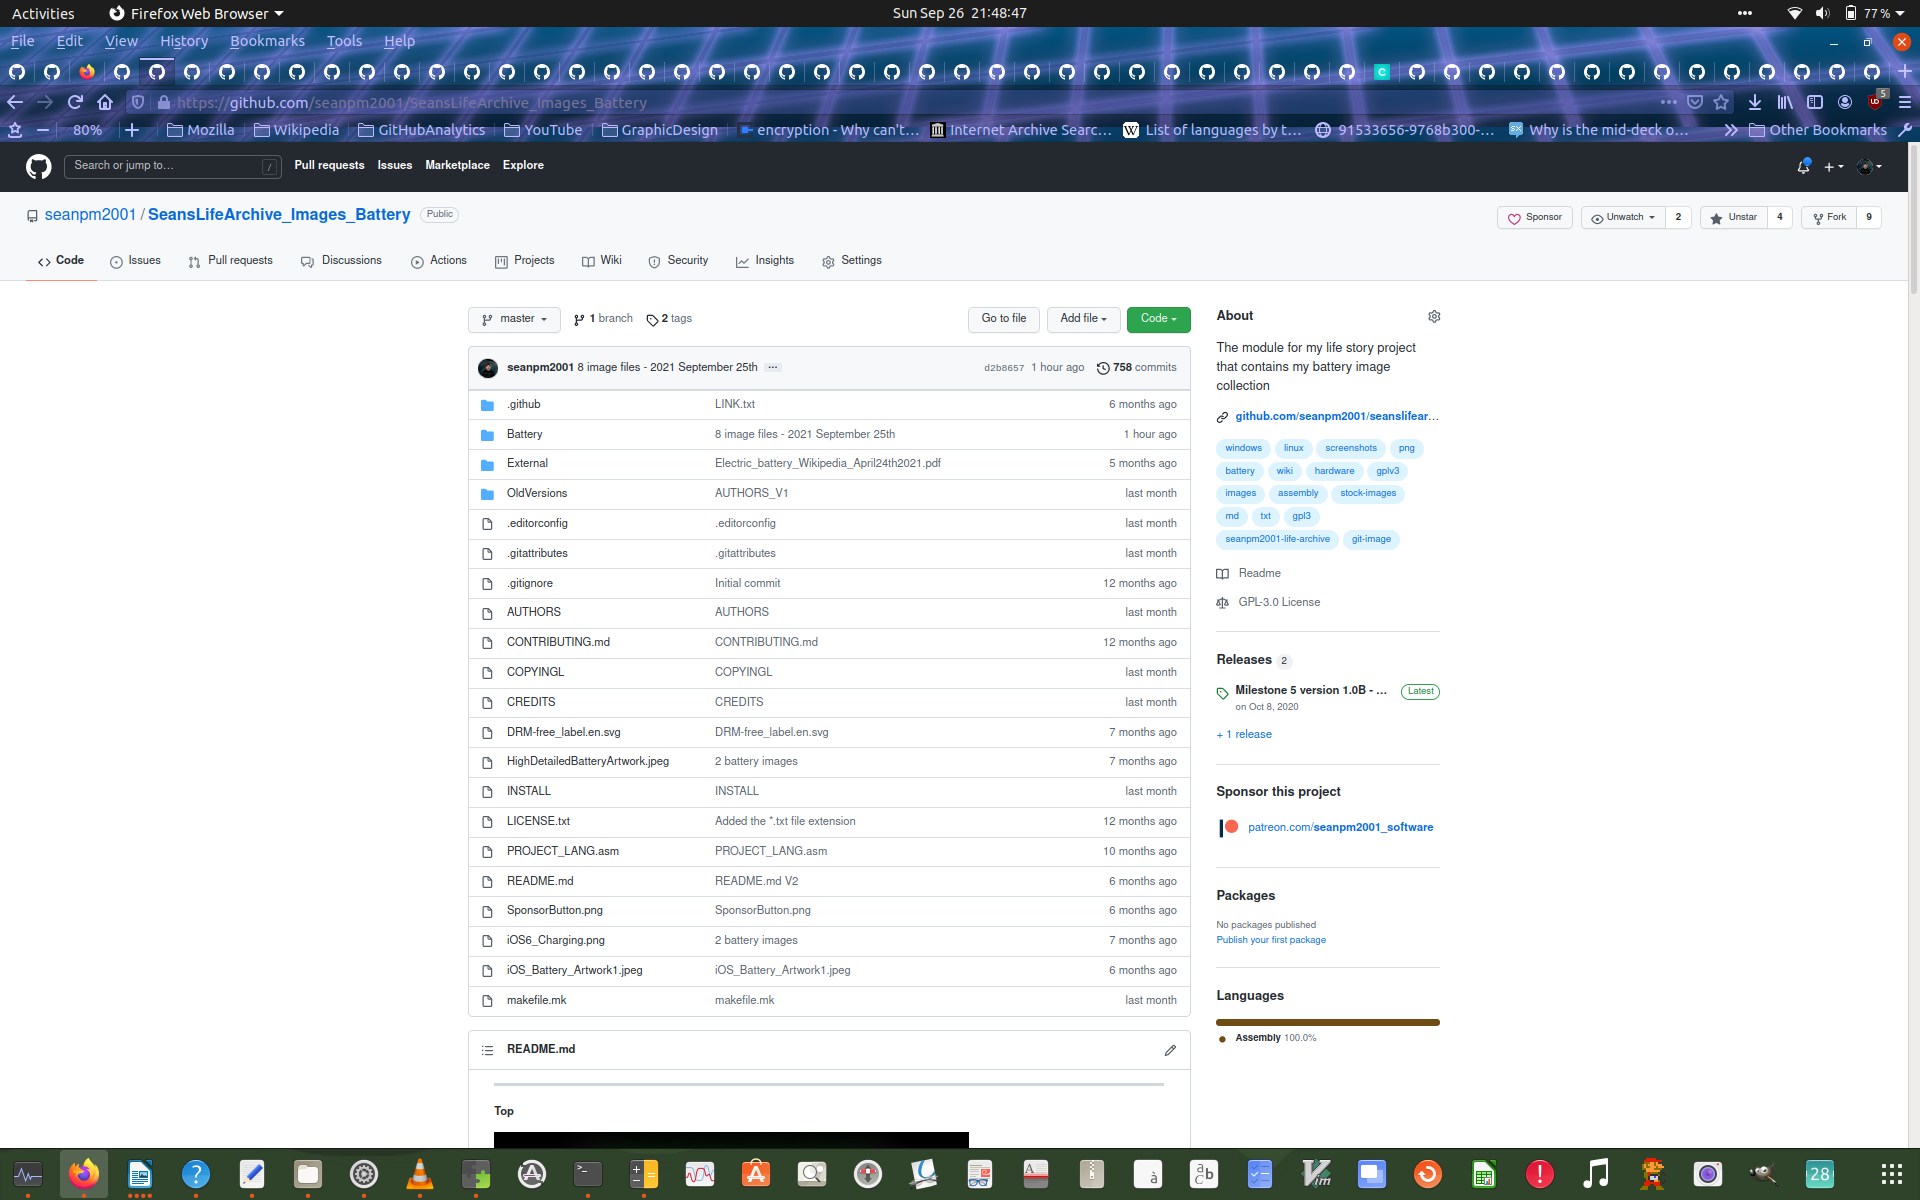 Activities
Firefox Web Browser
Sun Sep 26 21:48:47
77 %
File Edit View History Bookmarks Tools Help
https://github.com/seanpm2001/SeansLifeArchive_Images_Battery
5
80%
Mozilla
Wikipedia
GitHubAnalytics
YouTube
GraphicDesign
encryption - Why can't…
Internet Archive Searc…
List of languages by t…
91533656-9768b300-…
Why is the mid-deck o…
Other Bookmarks
Search or jump to…
/
Pull requests Issues Marketplace Explore
seanpm2001 / SeansLifeArchive_Images_Battery Public
Sponsor
Unwatch 2
Unstar 4
Fork 9
Code
Issues
Pull requests
Discussions
Actions
Projects
Wiki
Security
Insights
Settings
master
1 branch
2 tags
Go to file
Add file
Code
seanpm2001 8 image files - 2021 September 25th ...
d2b8657 1 hour ago 758 commits
.github LINK.txt 6 months ago
Battery 8 image files - 2021 September 25th 1 hour ago
External Electric_battery_Wikipedia_April24th2021.pdf 5 months ago
OldVersions AUTHORS_V1 last month
.editorconfig .editorconfig last month
.gitattributes .gitattributes last month
.gitignore Initial commit 12 months ago
AUTHORS AUTHORS last month
CONTRIBUTING.md CONTRIBUTING.md 12 months ago
COPYINGL COPYINGL last month
CREDITS CREDITS last month
DRM-free_label.en.svg DRM-free_label.en.svg 7 months ago
HighDetailedBatteryArtwork.jpeg 2 battery images 7 months ago
INSTALL INSTALL last month
LICENSE.txt Added the *.txt file extension 12 months ago
PROJECT_LANG.asm PROJECT_LANG.asm 10 months ago
README.md README.md V2 6 months ago
SponsorButton.png SponsorButton.png 6 months ago
iOS6_Charging.png 2 battery images 7 months ago
iOS_Battery_Artwork1.jpeg iOS_Battery_Artwork1.jpeg 6 months ago
makefile.mk makefile.mk last month
README.md
Top
About
The module for my life story project
that contains my battery image
collection
github.com/seanpm2001/seanslifear…
windows linux screenshots png
battery wiki hardware gplv3
images assembly stock-images
md txt gpl3
seanpm2001-life-archive git-image
Readme
GPL-3.0 License
Releases 2
Milestone 5 version 1.0B - … Latest
on Oct 8, 2020
+ 1 release
Sponsor this project
patreon.com/seanpm2001_software
Packages
No packages published
Publish your first package
Languages
Assembly 100.0%
28